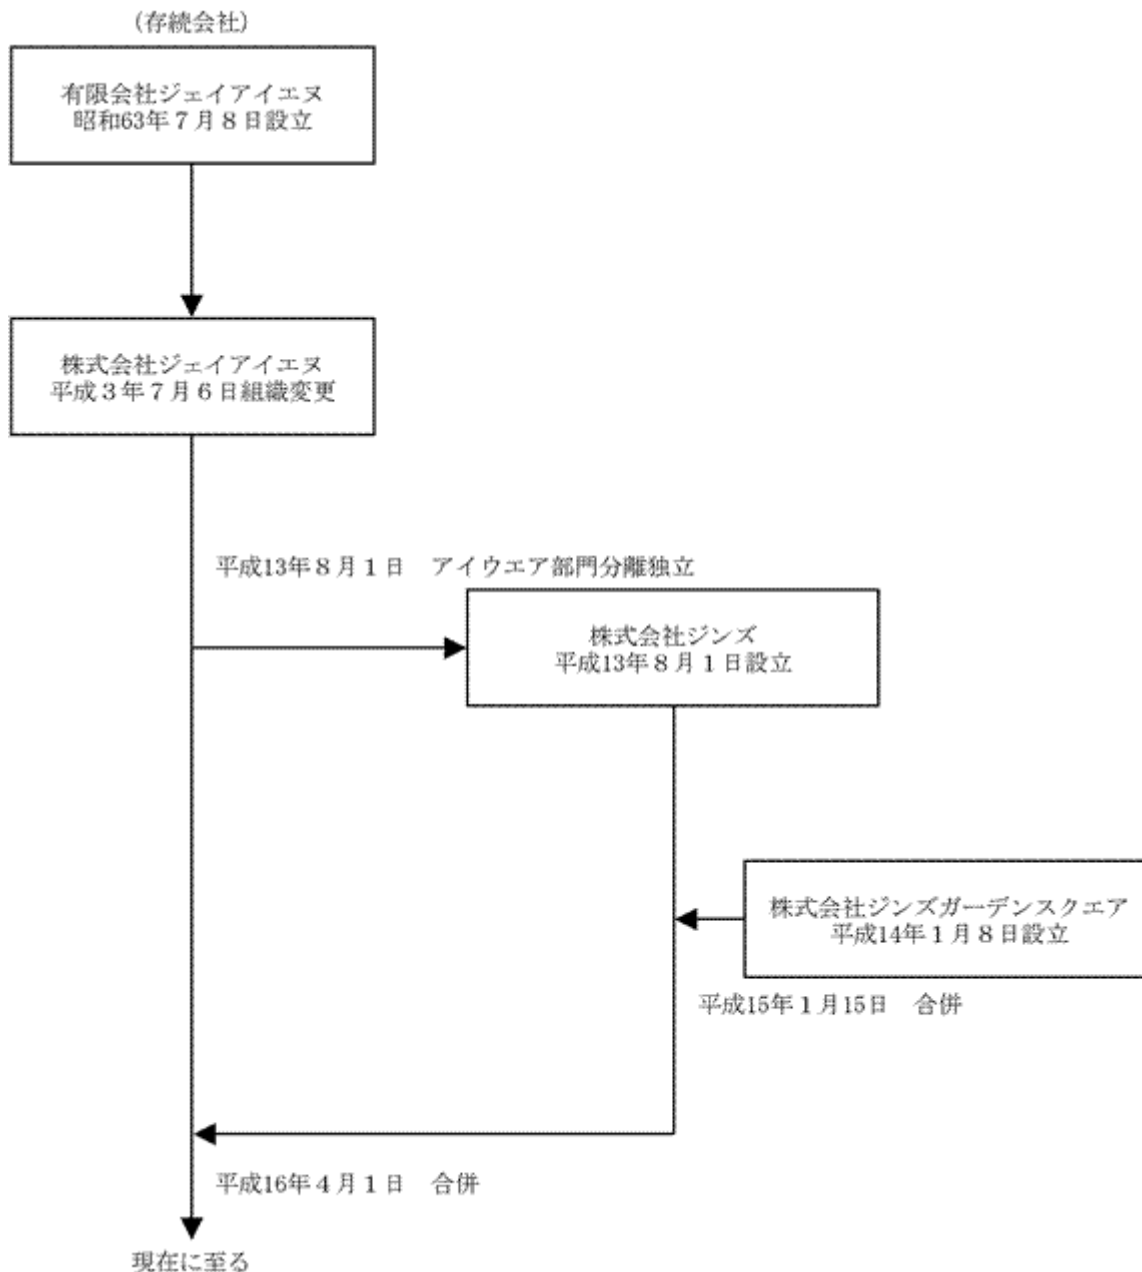 (存続会社)
有限会社ジェイアイエヌ
昭和63年７月８日設立
株式会社ジェイアイエヌ
平成３年７月６日組織変更
平成13年８月１日　アイウエア部門分離独立
株式会社ジンズ
平成13年８月１日設立
株式会社ジンズガーデンスクエア
平成14年１月８日設立
平成15年１月15日　合併
平成16年４月１日　合併
現在に至る